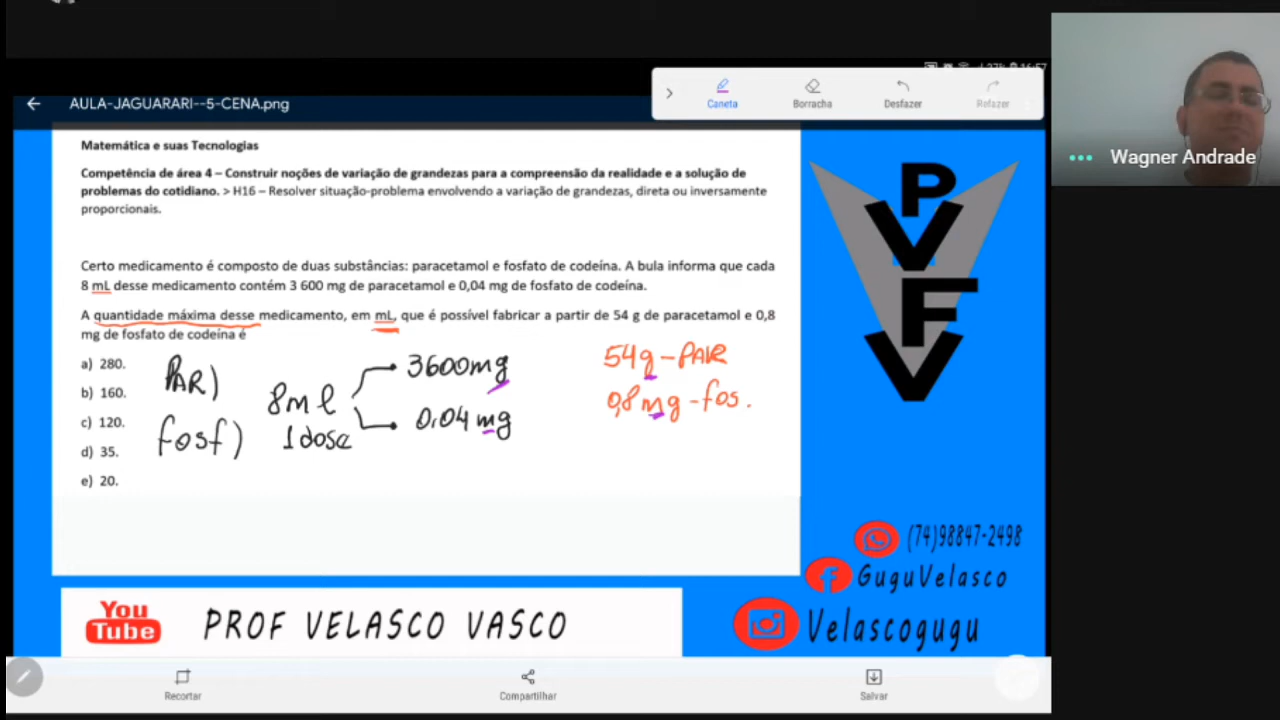 AULA-JAGUARARI--5-CENA.png
Caneta
Borracha
Desfazer
Refazer
Wagner Andrade
Matemática e suas Tecnologias
Competência de área 4 – Construir noções de variação de grandezas para a compreensão da realidade e a solução de
problemas do cotidiano. > H16 – Resolver situação-problema envolvendo a variação de grandezas, direta ou inversamente
proporcionais.
Certo medicamento é composto de duas substâncias: paracetamol e fosfato de codeína. A bula informa que cada
8 mL desse medicamento contém 3 600 mg de paracetamol e 0,04 mg de fosfato de codeína.
A quantidade máxima desse medicamento, em mL, que é possível fabricar a partir de 54 g de paracetamol e 0,8
mg de fosfato de codeína é
a) 280.
b) 160.
c) 120.
d) 35.
e) 20.
PAR)
fosf)
8ml
1 dose
3600mg
0,04 mg
54g - PAR
0,8mg - fos.
PVFV
(74)98847-2498
GuguVelasco
Velascogugu
You
Tube
PROF VELASCO VASCO
Recortar
Compartilhar
Salvar